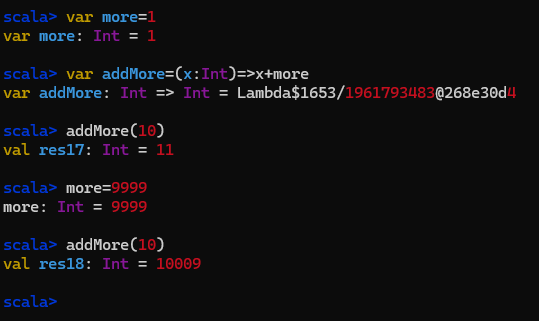 scala> var more=1
var more: Int = 1
scala> var addMore=(x:Int)=>x+more
var addMore: Int => Int = Lambda$1653/1961793483@268e30d4
scala> addMore(10)
val res17: Int = 11
scala> more=9999
more: Int = 9999
scala> addMore(10)
val res18: Int = 10009
scala>